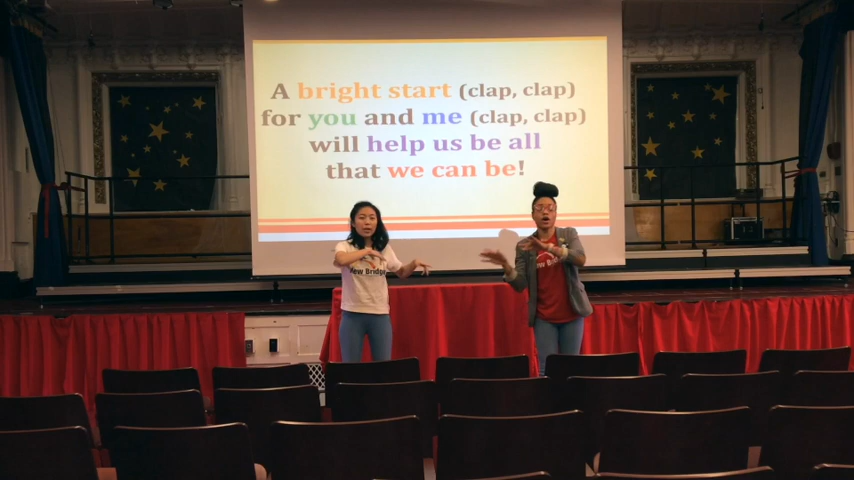 A bright start (clap, clap)
for you and me (clap, clap)
will help us be all
that we can be!
New Bridge